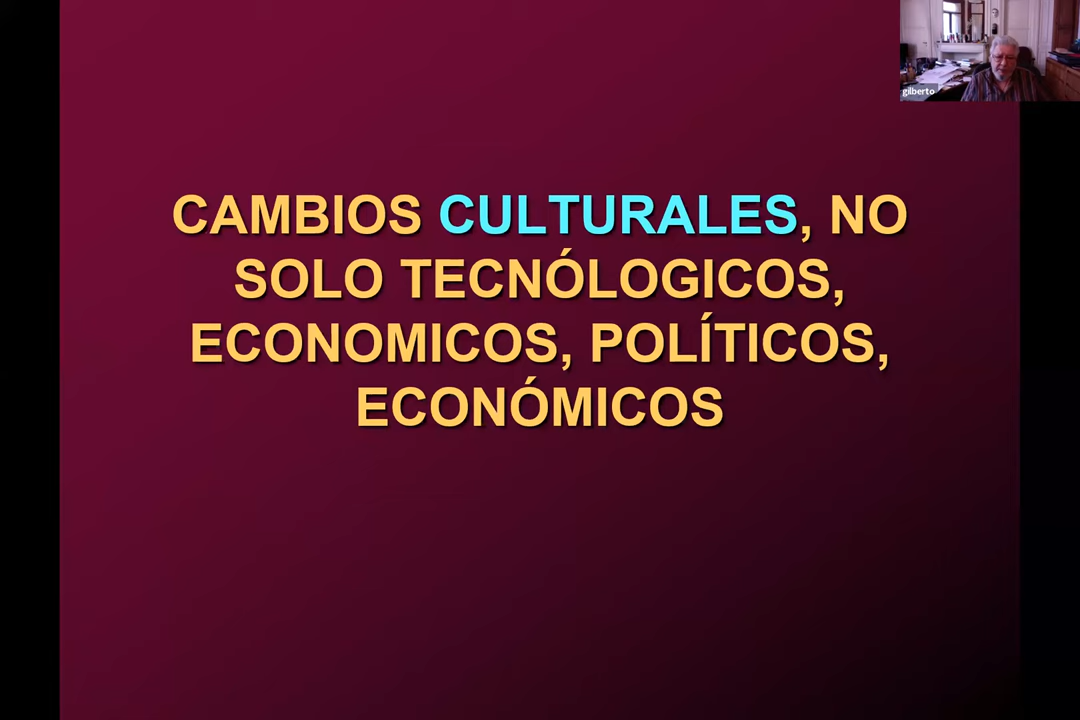 gilberto
CAMBIOS CULTURALES, NO
SOLO TECNÓLOGICOS,
ECONOMICOS, POLÍTICOS,
ECONÓMICOS